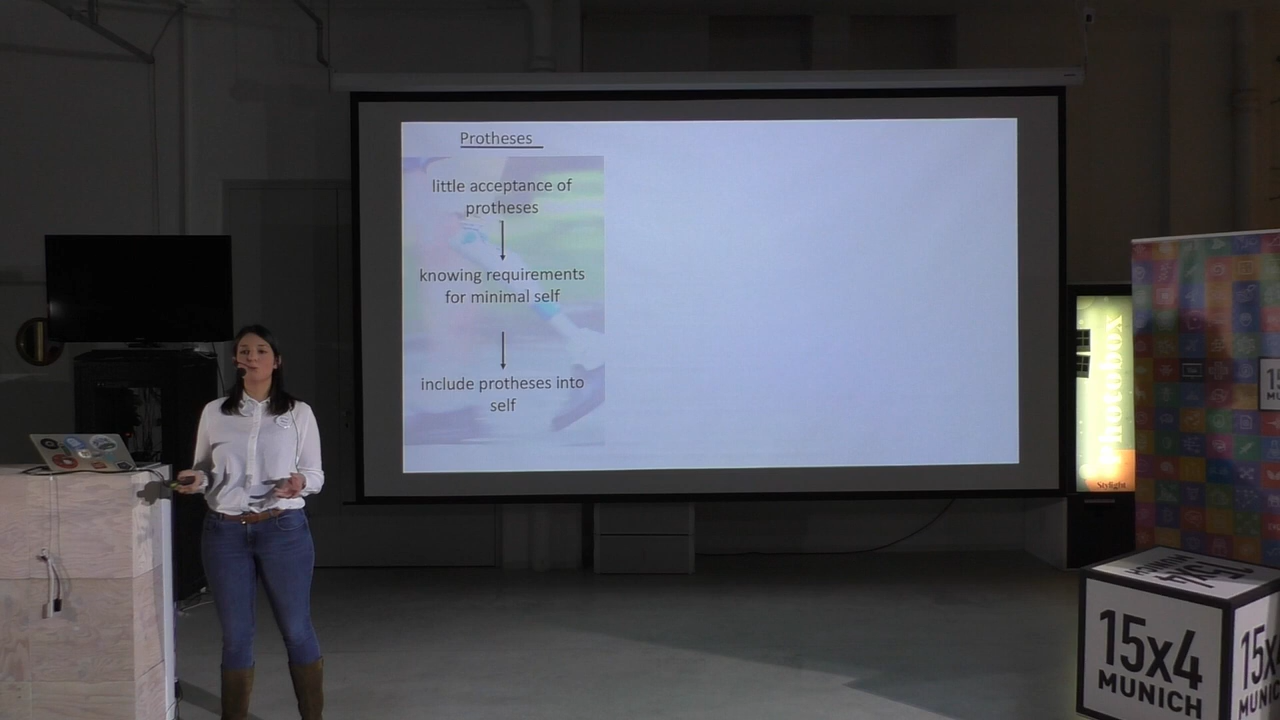 Protheses
little acceptance of
protheses
knowing requirements
for minimal self
include protheses into
self
photobox
Stylight
15x4
MUNICH
15x4
MUNICH